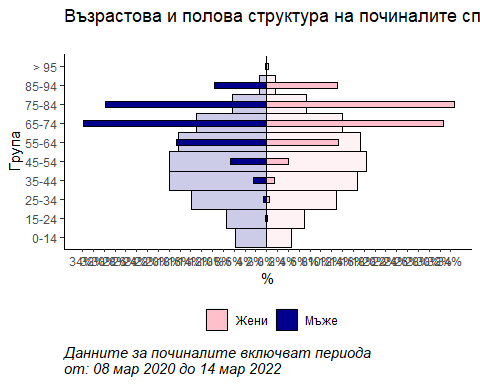 Възрастова и полова структура на починалите сп
> 95
85-94
75-84
65-74
55-64
45-54
35-44
25-34
15-24
0-14
Група
%
Жени
Мъже
Данните за починалите включват периода
от: 08 мар 2020 до 14 мар 2022